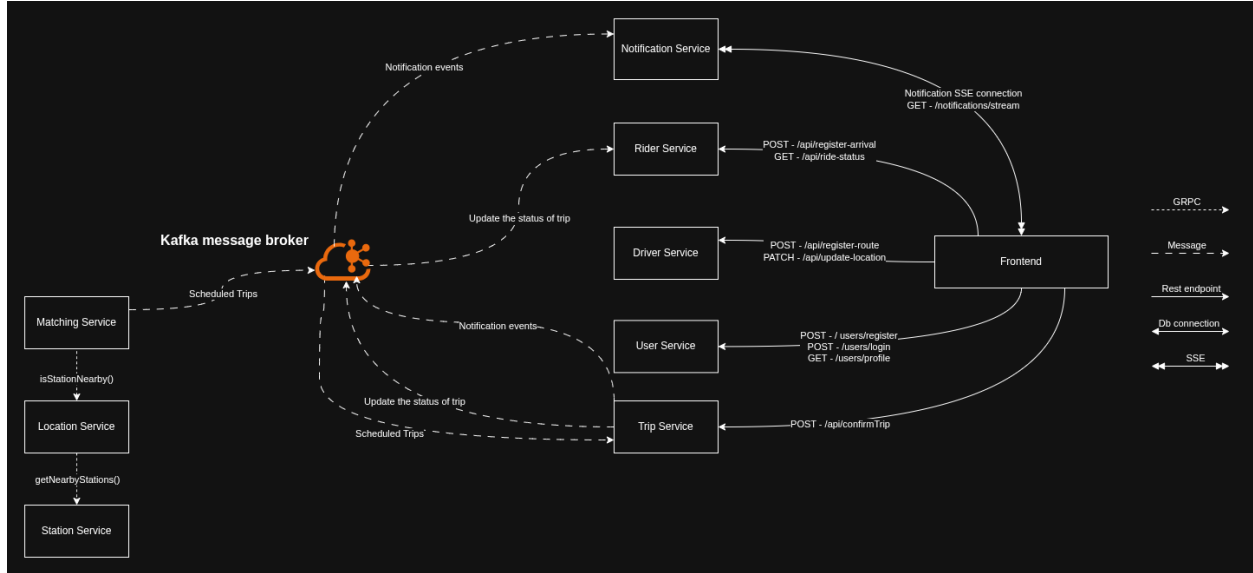 Notification Service
Notification events
Notification SSE connection
GET - /notifications/stream
Rider Service
POST - /api/register-arrival
GET - /api/ride-status
GRPC
Update the status of trip
Kafka message broker
Message
Driver Service
POST - /api/register-route
PATCH - /api/update-location
Frontend
Scheduled Trips
Rest endpoint
Matching Service
Notification events
Db connection
User Service
POST - / users/register
POST - /users/login
GET - /users/profile
SSE
isStationNearby()
Update the status of trip
Location Service
Scheduled Trips
Trip Service
POST - /api/confirmTrip
getNearbyStations()
Station Service